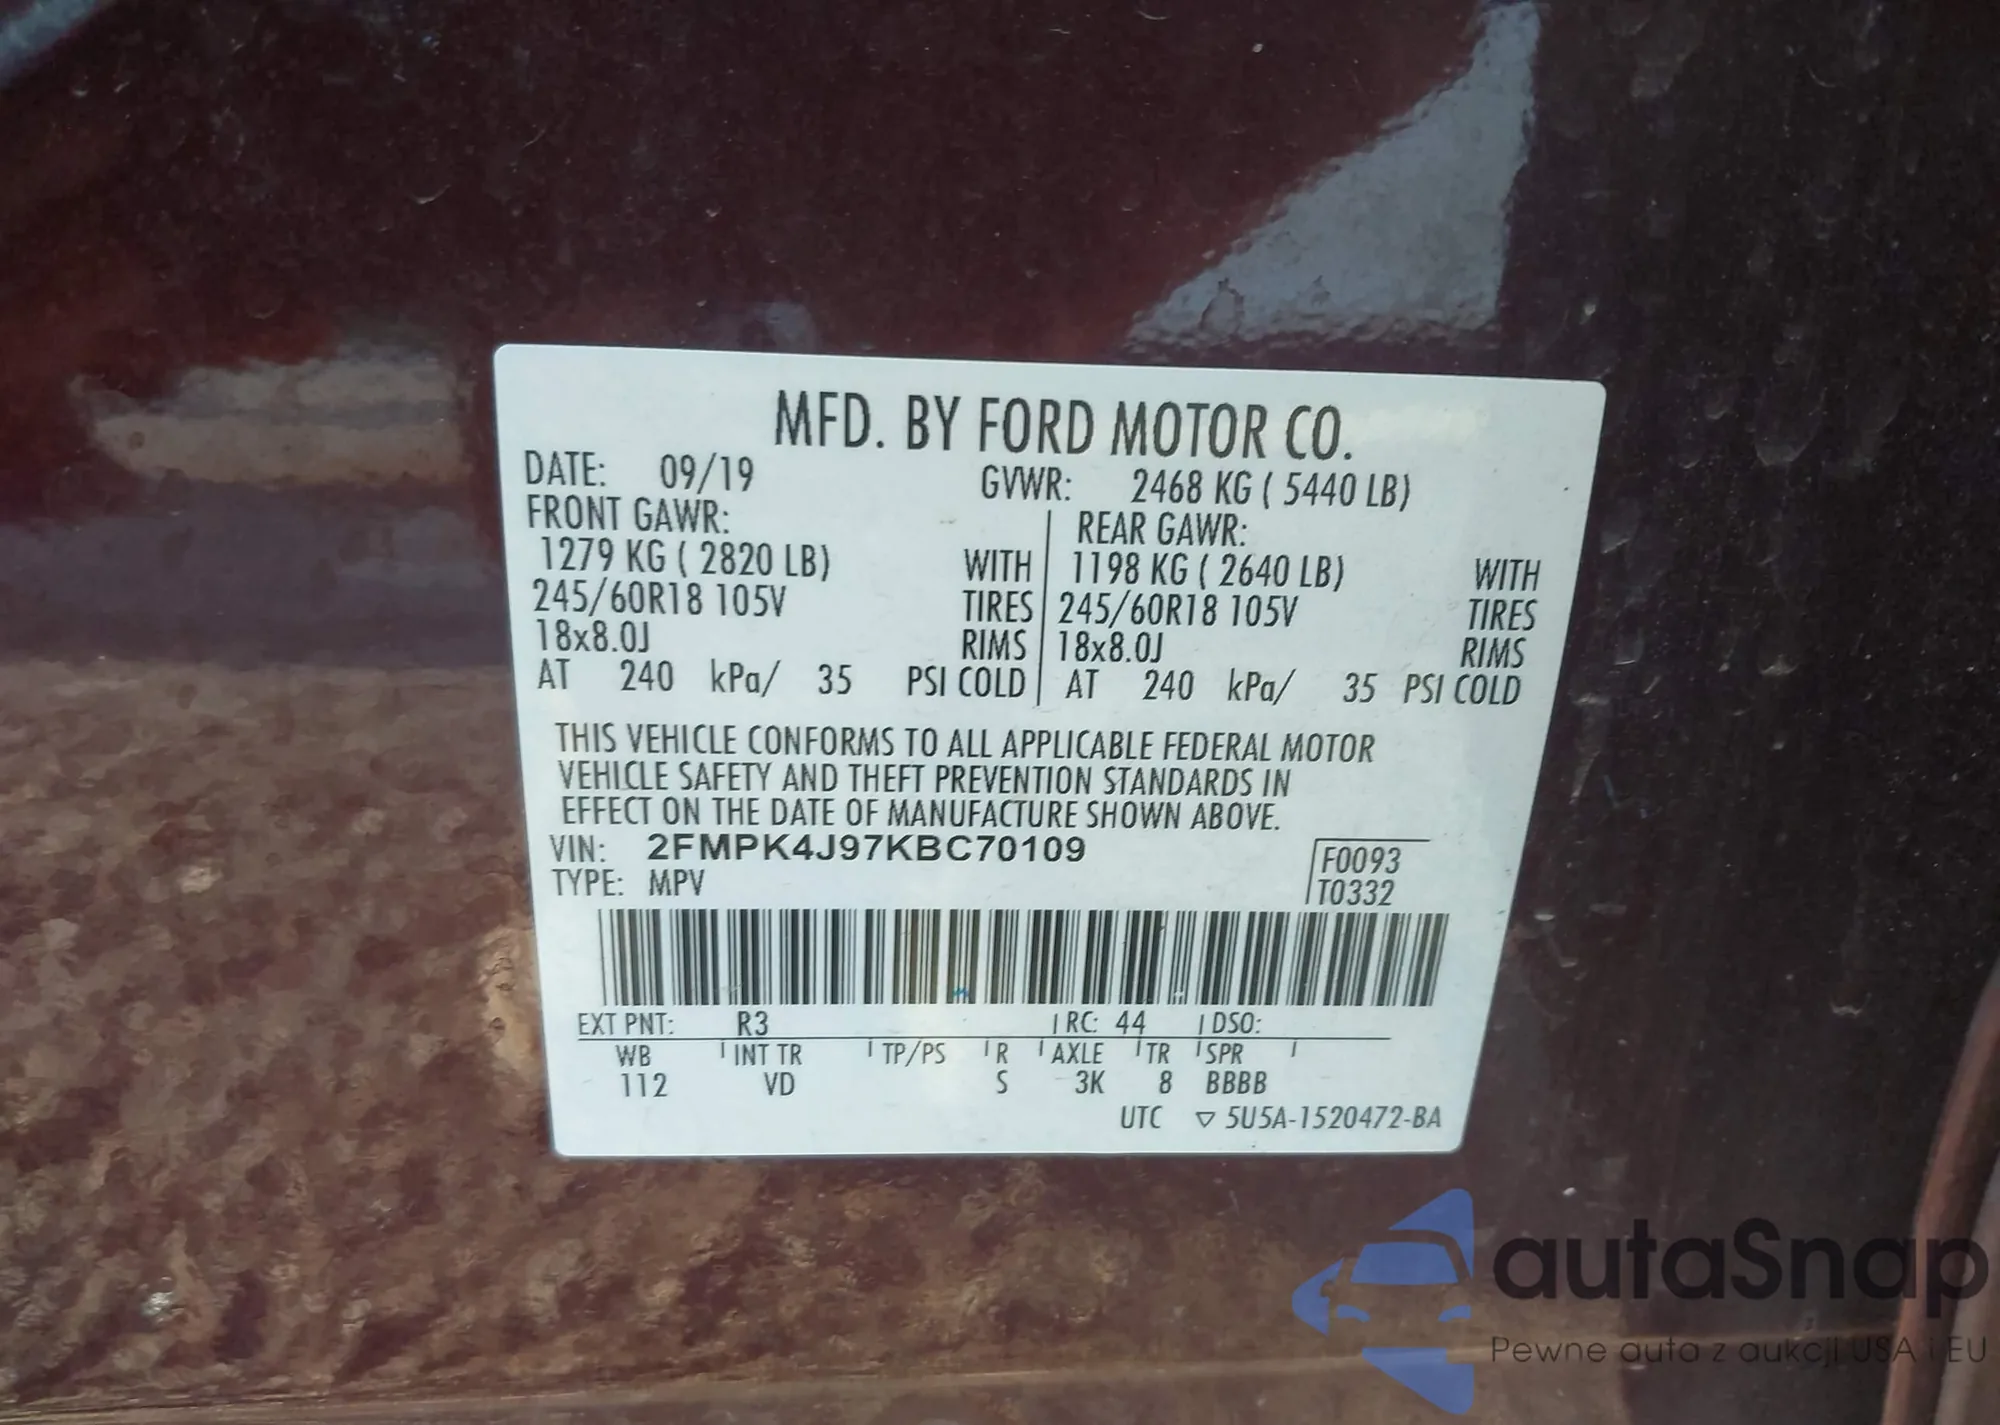 MFD. BY FORD MOTOR CO.
DATE: 09/19 GVWR: 2468 KG ( 5440 LB)
FRONT GAWR: REAR GAWR:
1279 KG ( 2820 LB) WITH 1198 KG ( 2640 LB) WITH
245/60R18 105V TIRES 245/60R18 105V TIRES
18x8.0J RIMS 18x8.0J RIMS
AT 240 kPa/ 35 PSI COLD AT 240 kPa/ 35 PSI COLD
THIS VEHICLE CONFORMS TO ALL APPLICABLE FEDERAL MOTOR
VEHICLE SAFETY AND THEFT PREVENTION STANDARDS IN
EFFECT ON THE DATE OF MANUFACTURE SHOWN ABOVE.
VIN: 2FMPK4J97KBC70109 F0093
TYPE: MPV T0332
EXT PNT: R3 RC: 44 DSO:
WB INT TR TP/PS R AXLE TR SPR
112 VD S 3K 8 BBBB
UTC ▽ 5U5A-1520472-BA
autaSnap
Pewne auta z aukcji USA i EU